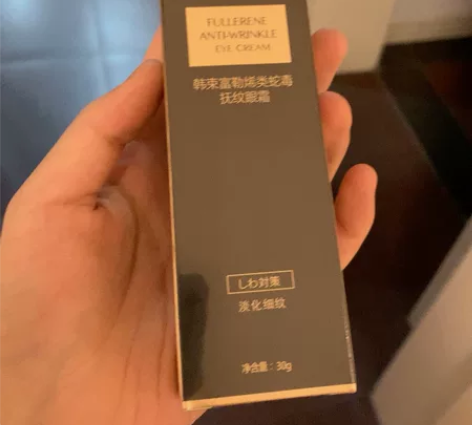 FULLERENE
ANTI-WRINKLE
EYE CREAM
韩束富勒烯类蛇毒
抚纹眼霜
しわ対策
淡化细纹
净含量：30g